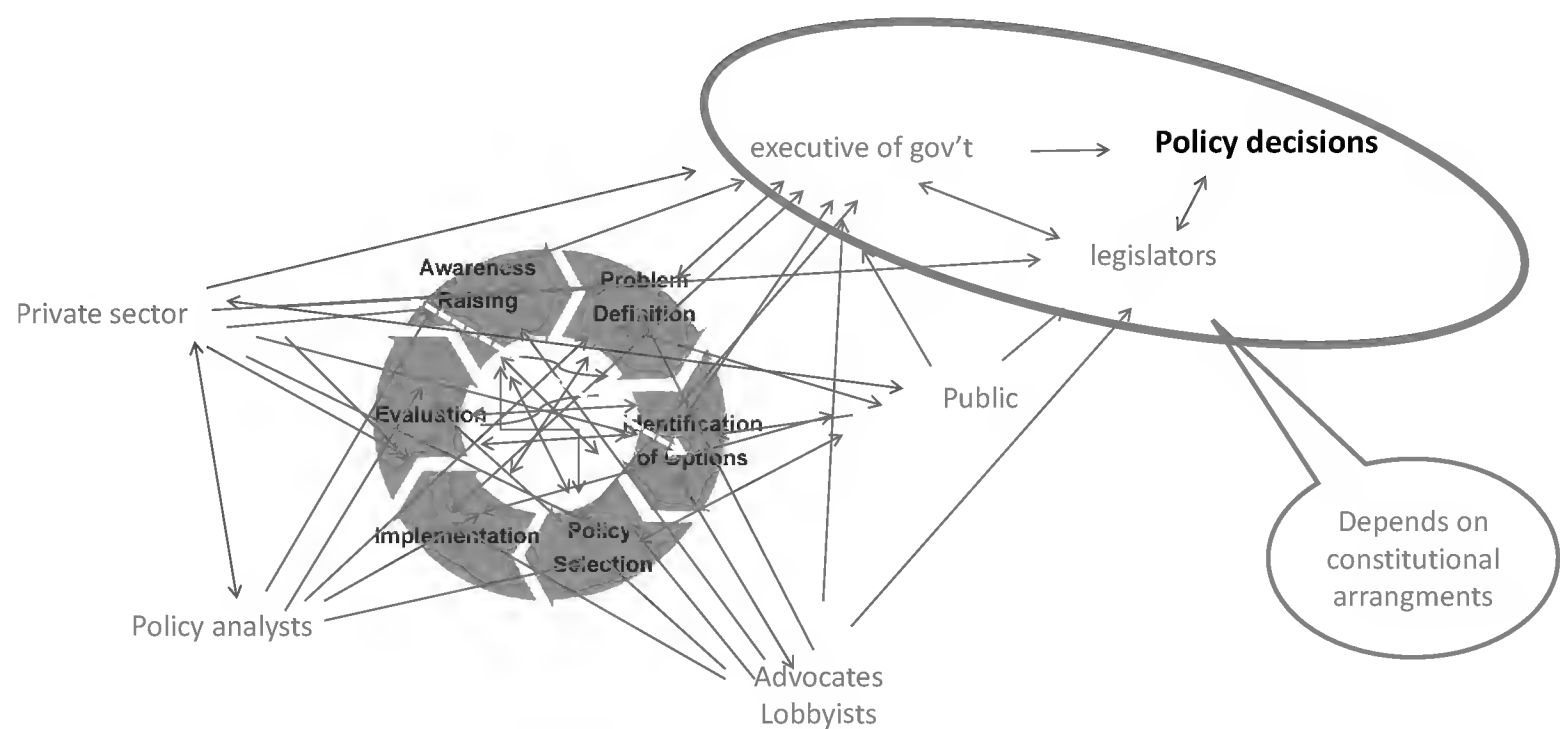 executive of gov't
Policy decisions
legislators
Awareness
Raising
Problem
Definition
Private sector
Evaluation
Identification
of Options
Public
Implementation
Policy
Selection
Policy analysts
Advocates
Lobbyists
Depends on
constitutional
arrangments